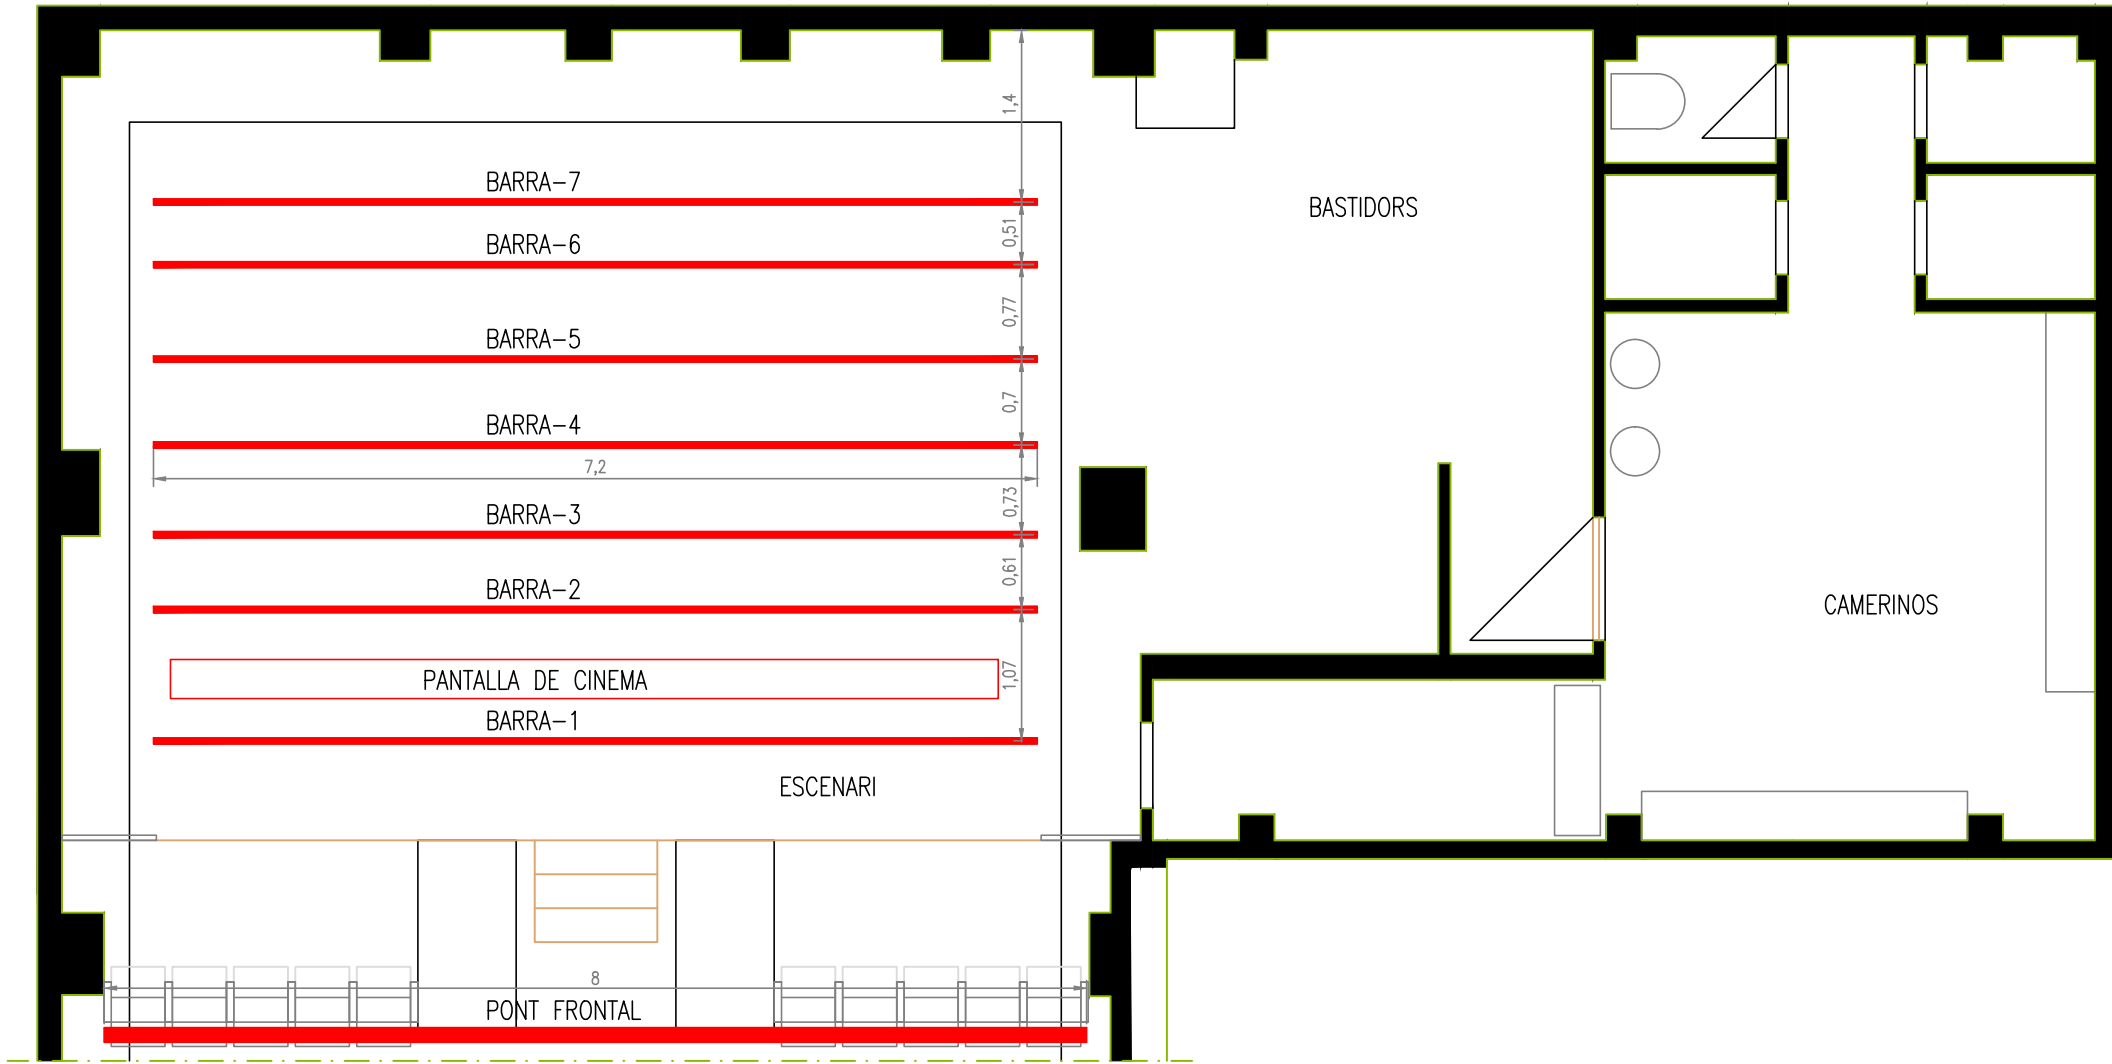 1,4
BARRA-7
BASTIDORS
0,51
BARRA-6
0,77
BARRA-5
0,7
BARRA-4
7,2
0,73
BARRA-3
0,61
BARRA-2
CAMERINOS
1,07
PANTALLA DE CINEMA
BARRA-1
ESCENARI
8
PONT FRONTAL